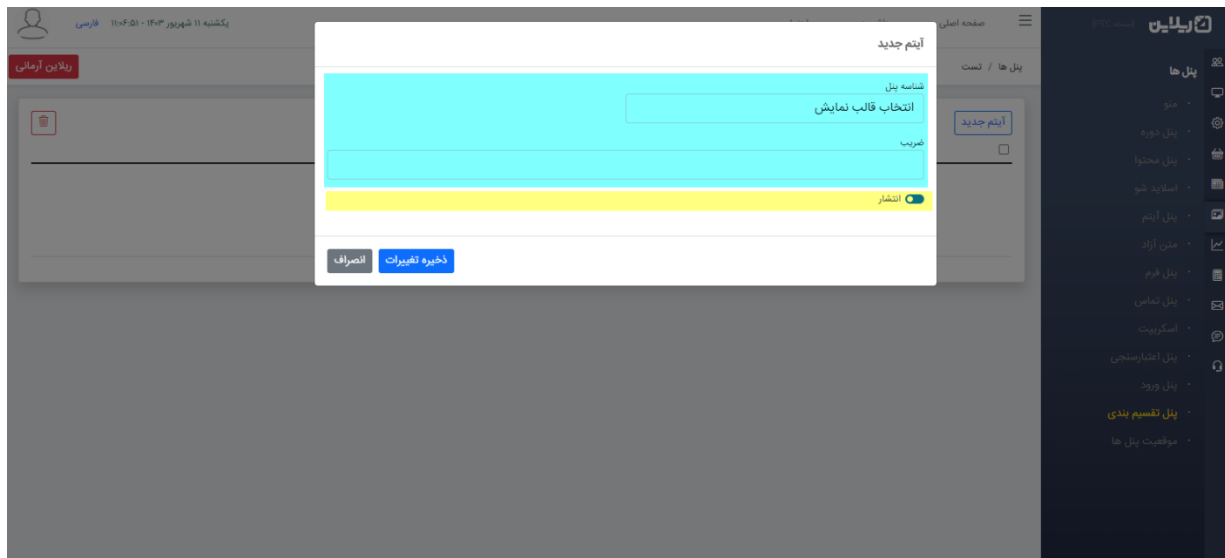 ریلاین
صفحه اصلی
یکشنبه ۱۱ شهریور ۱۴۰۳ - ۱۱:۰۶:۵۱ فارسی
پنل ها / تست
ریلاین آرمانی
آیتم جدید
آیتم جدید
شناسه پنل
انتخاب قالب نمایش
ضریب
انتشار
ذخیره تغییرات
انصراف
پنل ها
منو
پنل دوره
پنل محتوا
اسلاید شو
پنل آیتم
متن آزاد
پنل فرم
پنل تماس
اسکریپت
پنل اعتبارسنجی
پنل ورود
پنل تقسیم بندی
موقعیت پنل ها